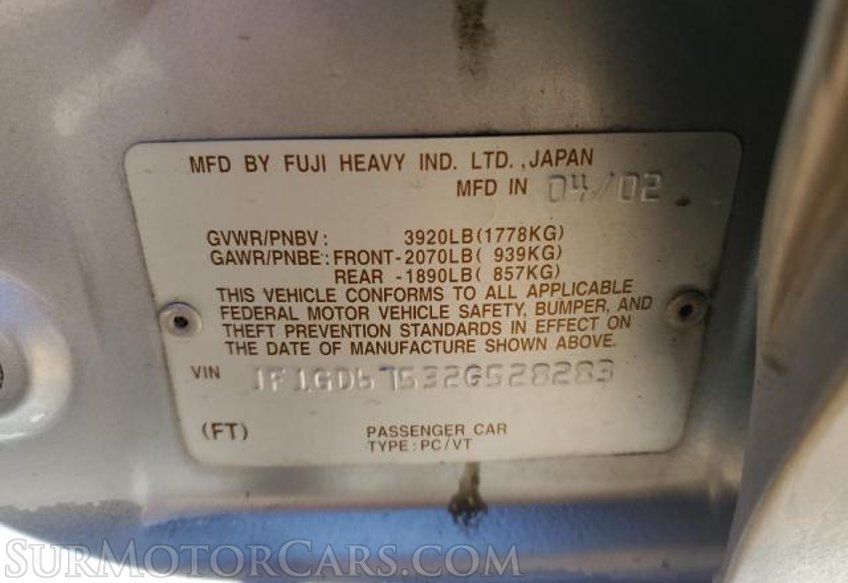 MFD BY FUJI HEAVY IND. LTD., JAPAN
MFD IN 04/02
GVWR/PNBV: 3920LB(1778KG)
GAWR/PNBE: FRONT-2070LB( 939KG)
REAR -1890LB( 857KG)
THIS VEHICLE CONFORMS TO ALL APPLICABLE
FEDERAL MOTOR VEHICLE SAFETY, BUMPER, AND
THEFT PREVENTION STANDARDS IN EFFECT ON
THE DATE OF MANUFACTURE SHOWN ABOVE.
VIN JF1GD67532G528283
(FT) PASSENGER CAR
TYPE: PC/VT
SURMOTORCARS.COM